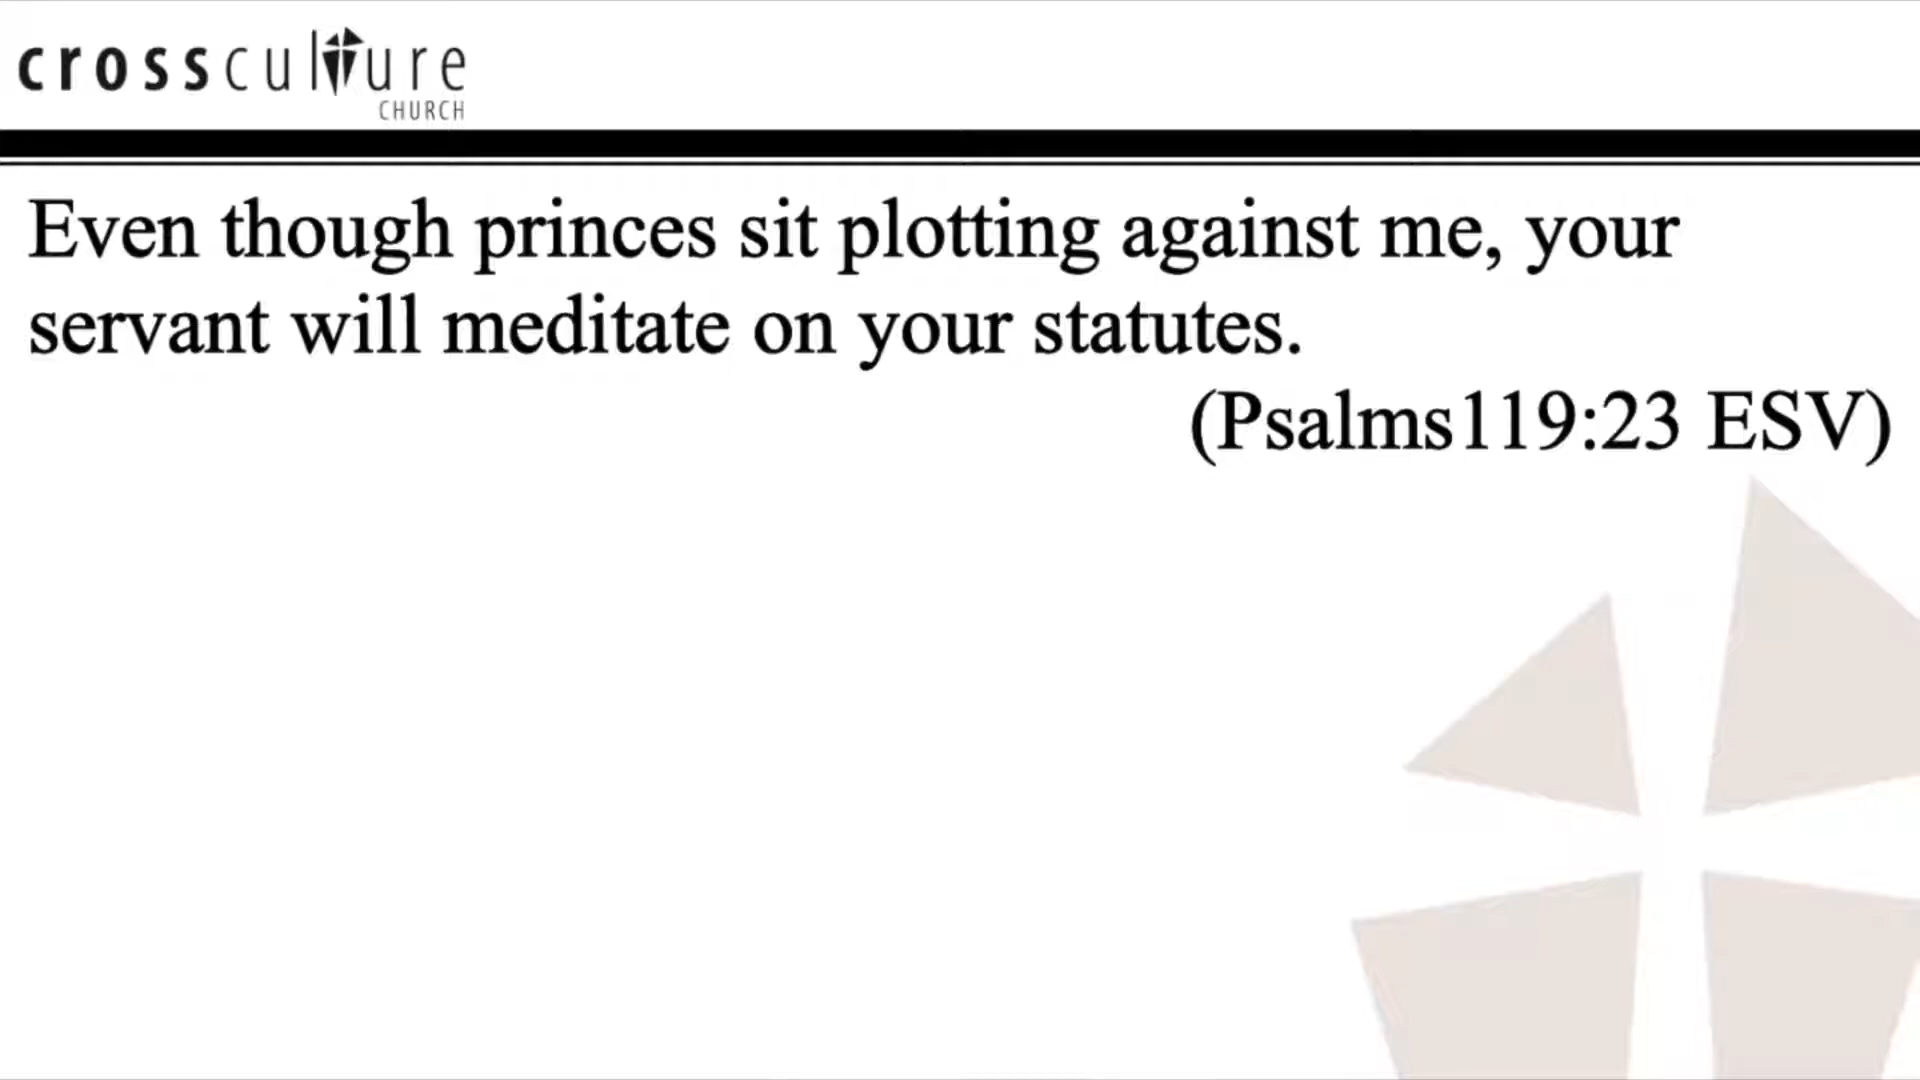 crossculture
CHURCH
Even though princes sit plotting against me, your
servant will meditate on your statutes.
(Psalms119:23 ESV)